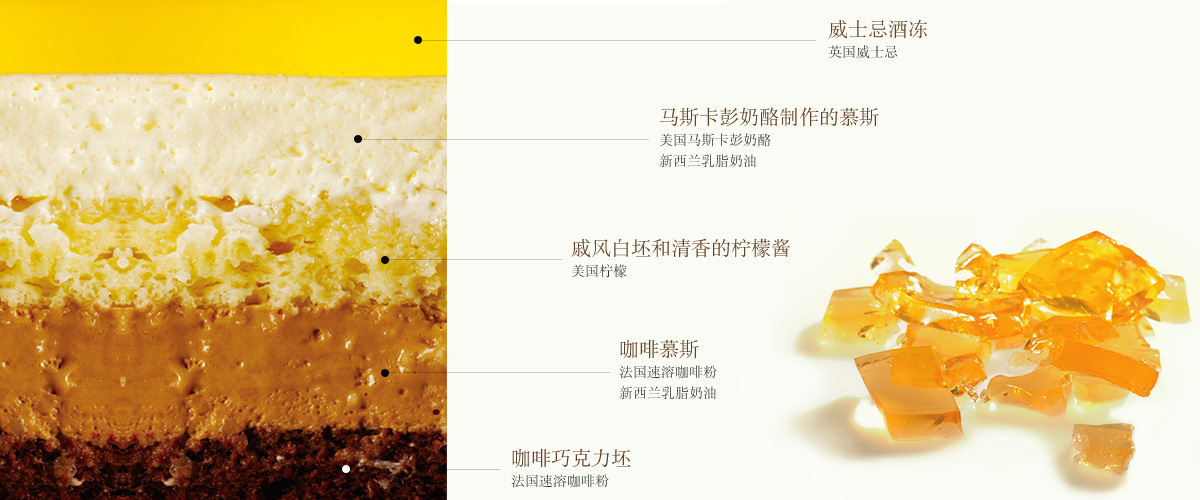 威士忌酒冻
英国威士忌
马斯卡彭奶酪制作的慕斯
美国马斯卡彭奶酪
新西兰乳脂奶油
戚风白坯和清香的柠檬酱
美国柠檬
咖啡慕斯
法国速溶咖啡粉
新西兰乳脂奶油
咖啡巧克力坯
法国速溶咖啡粉